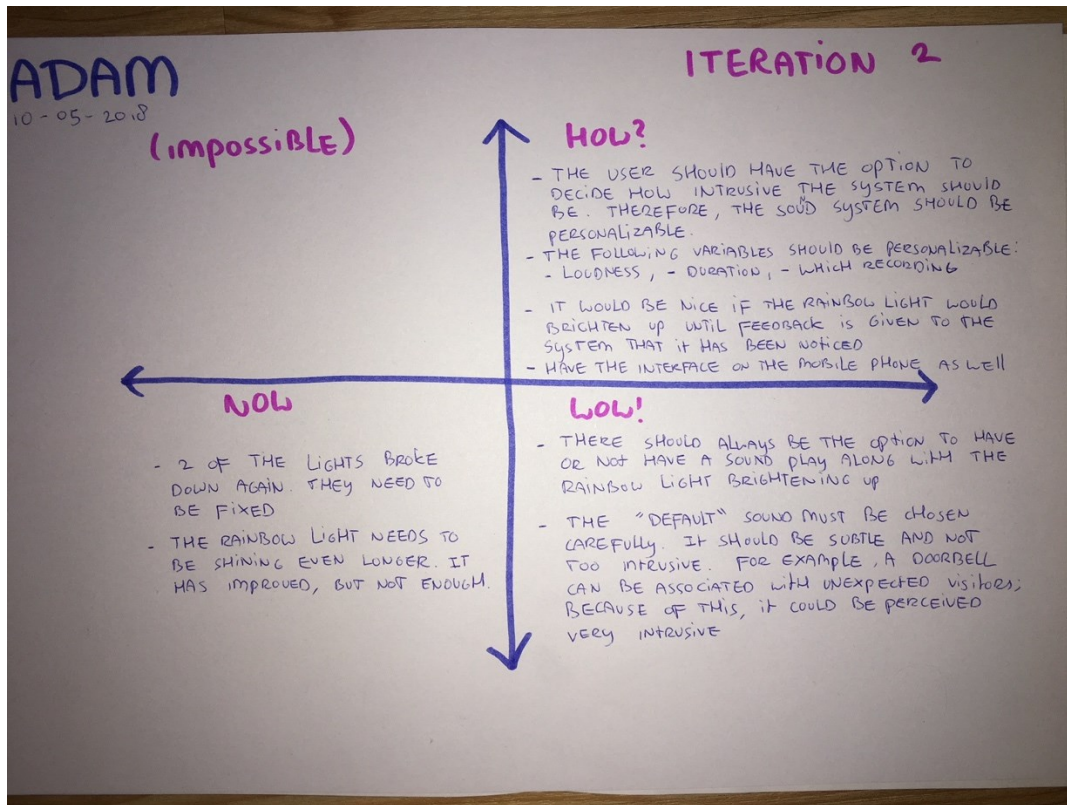 ADAM
10-05-2018
ITERATION 2
(impossiBLE)
HOW?
- THE USER SHOULD HAVE THE OPTION TO
DECIDE HOW INTRUSIVE THE SYSTEM SHOULD
BE. THEREFORE, THE SOUND SYSTEM SHOULD BE
PERSONALIZABLE.
- THE FOLLOWING VARIABLES SHOULD BE PERSONALIZABLE:
- LOUDNESS, - DURATION, - WHICH RECORDING
- IT WOULD BE NICE IF THE RAINBOW LIGHT WOULD
BRIGHTEN UP UNTIL FEEDBACK IS GIVEN TO THE
SYSTEM THAT IT HAS BEEN NOTICED
- HAVE THE INTERFACE ON THE MOBILE PHONE AS WELL
NOW
- 2 OF THE LIGHTS BROKE
DOWN AGAIN. THEY NEED TO
BE FIXED
- THE RAINBOW LIGHT NEEDS TO
BE SHINING EVEN LONGER. IT
HAS IMPROVED, BUT NOT ENOUGH.
WOW!
- THERE SHOULD ALWAYS BE THE OPTION TO HAVE
OR NOT HAVE A SOUND PLAY ALONG WITH THE
RAINBOW LIGHT BRIGHTENING UP
- THE "DEFAULT" SOUND MUST BE CHOSEN
CAREFULLY. IT SHOULD BE SUBTLE AND NOT
TOO INTRUSIVE. FOR EXAMPLE, A DOORBELL
CAN BE ASSOCIATED WITH UNEXPECTED VISITORS;
BECAUSE OF THIS, IT COULD BE PERCEIVED
VERY INTRUSIVE